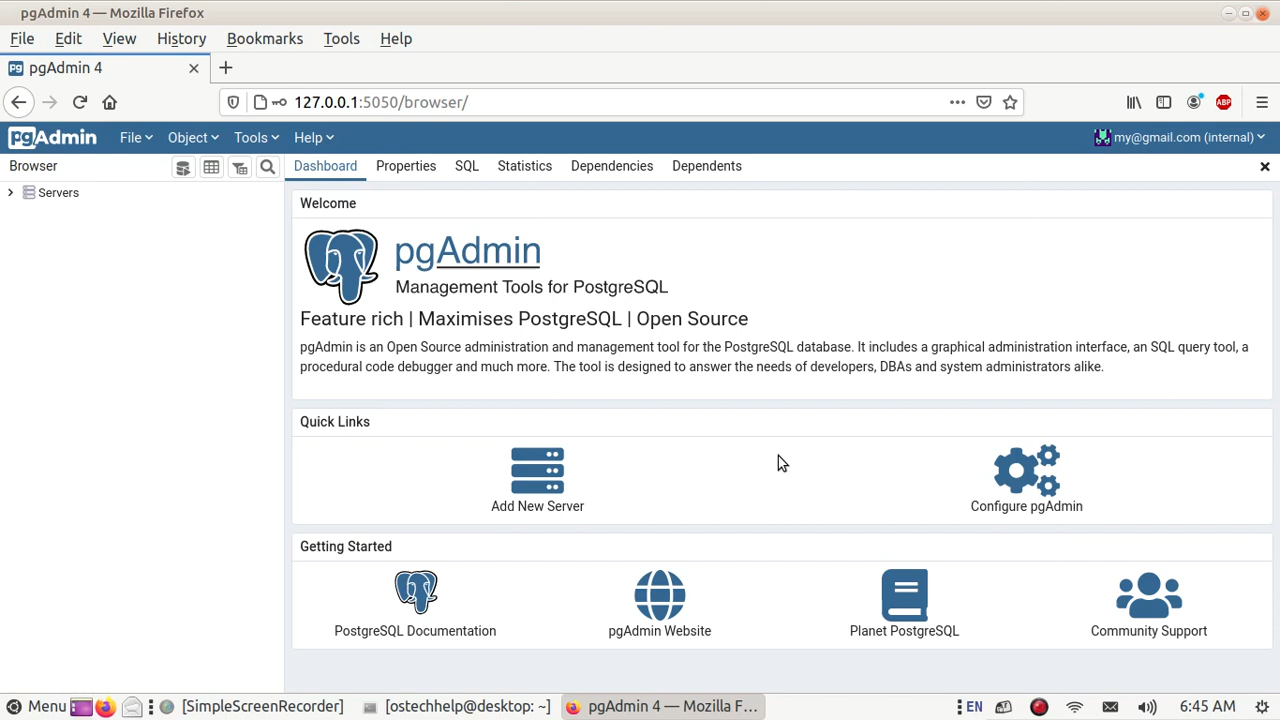 pgAdmin 4 — Mozilla Firefox
File Edit View History Bookmarks Tools Help
pg pgAdmin 4
127.0.0.1:5050/browser/
ABP
pgAdmin File Object Tools Help my@gmail.com (internal)
Browser Dashboard Properties SQL Statistics Dependencies Dependents
Servers
Welcome
pgAdmin
Management Tools for PostgreSQL
Feature rich | Maximises PostgreSQL | Open Source
pgAdmin is an Open Source administration and management tool for the PostgreSQL database. It includes a graphical administration interface, an SQL query tool, a
procedural code debugger and much more. The tool is designed to answer the needs of developers, DBAs and system administrators alike.
Quick Links
Add New Server Configure pgAdmin
Getting Started
PostgreSQL Documentation pgAdmin Website Planet PostgreSQL Community Support
Menu [SimpleScreenRecorder] [ostechhelp@desktop: ~] pgAdmin 4 — Mozilla F... EN 6:45 AM